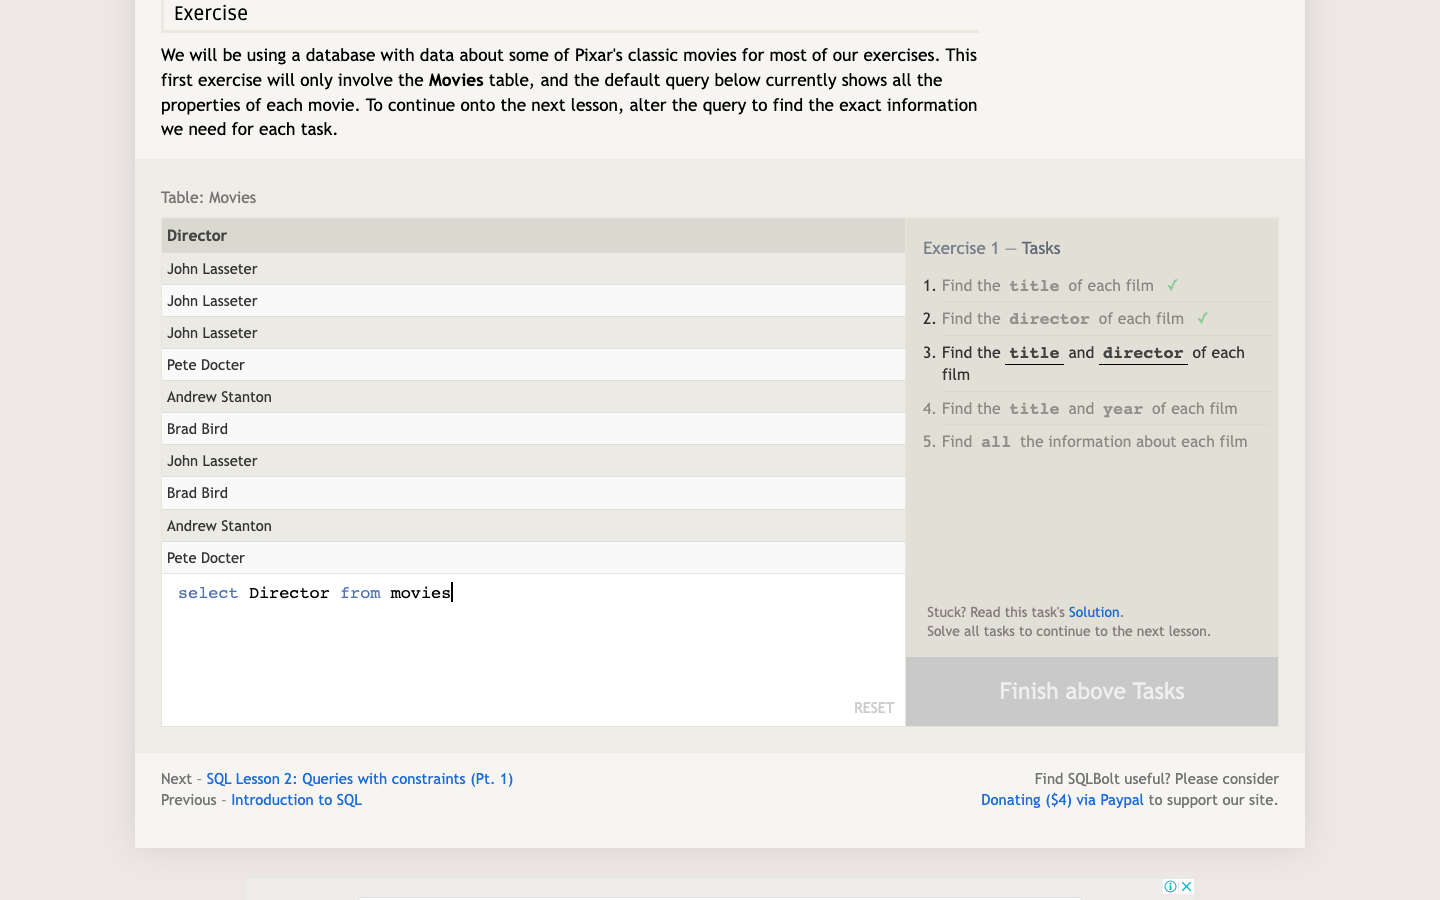 Exercise
We will be using a database with data about some of Pixar's classic movies for most of our exercises. This
first exercise will only involve the Movies table, and the default query below currently shows all the
properties of each movie. To continue onto the next lesson, alter the query to find the exact information
we need for each task.
Table: Movies
Director
John Lasseter
John Lasseter
John Lasseter
Pete Docter
Andrew Stanton
Brad Bird
John Lasseter
Brad Bird
Andrew Stanton
Pete Docter
select Director from movies
RESET
Exercise 1 — Tasks
1. Find the title of each film ✓
2. Find the director of each film ✓
3. Find the title and director of each
film
4. Find the title and year of each film
5. Find all the information about each film
Stuck? Read this task's Solution.
Solve all tasks to continue to the next lesson.
Finish above Tasks
Next – SQL Lesson 2: Queries with constraints (Pt. 1)
Previous – Introduction to SQL
Find SQLBolt useful? Please consider
Donating ($4) via Paypal to support our site.